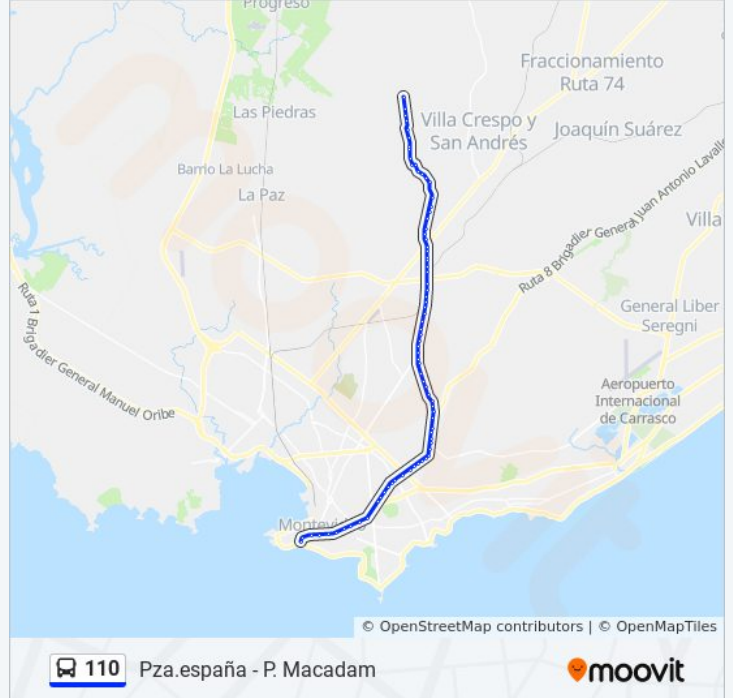 Progreso
Fraccionamiento
Ruta 74
Las Piedras
Villa Crespo y
San Andrés
Joaquín Suárez
Barrio La Lucha
La Paz
Ruta 8 Brigadier General Juan Antonio Lavalle
Villa
Ruta 1 Brigadier General Manuel Oribe
General Liber
Seregni
Aeropuerto
Internacional
de Carrasco
© OpenStreetMap contributors | © OpenMapTiles
110 Pza.españa - P. Macadam
moovit